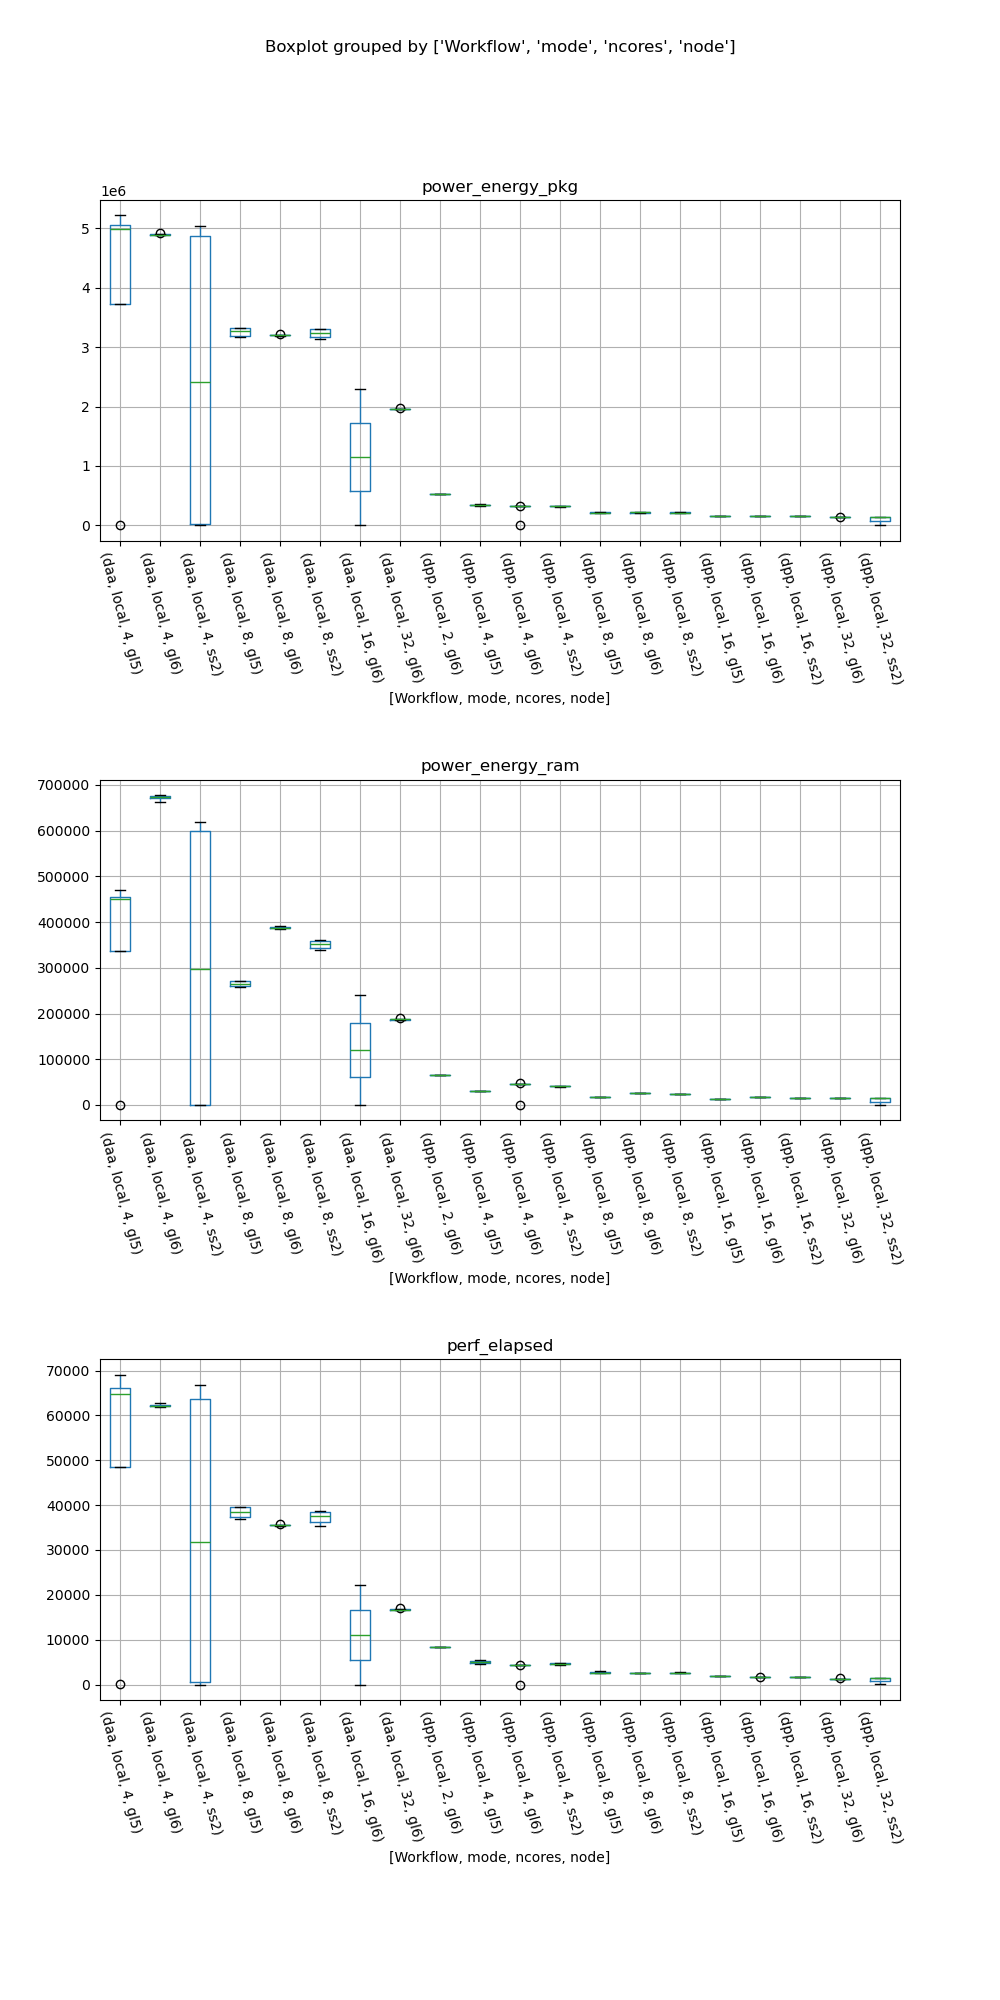 Boxplot grouped by ['Workflow', 'mode', 'ncores', 'node']
power_energy_pkg
1e6
5
4
3
2
1
0
(daa, local, 4, gl5)
(daa, local, 4, gl6)
(daa, local, 4, ss2)
(daa, local, 8, gl5)
(daa, local, 8, gl6)
(daa, local, 8, ss2)
(daa, local, 16, gl6)
(daa, local, 32, gl6)
(dpp, local, 2, gl6)
(dpp, local, 4, gl5)
(dpp, local, 4, gl6)
(dpp, local, 4, ss2)
(dpp, local, 8, gl5)
(dpp, local, 8, gl6)
(dpp, local, 8, ss2)
(dpp, local, 16, gl5)
(dpp, local, 16, gl6)
(dpp, local, 16, ss2)
(dpp, local, 32, gl6)
(dpp, local, 32, ss2)
[Workflow, mode, ncores, node]
power_energy_ram
700000
600000
500000
400000
300000
200000
100000
0
(daa, local, 4, gl5)
(daa, local, 4, gl6)
(daa, local, 4, ss2)
(daa, local, 8, gl5)
(daa, local, 8, gl6)
(daa, local, 8, ss2)
(daa, local, 16, gl6)
(daa, local, 32, gl6)
(dpp, local, 2, gl6)
(dpp, local, 4, gl5)
(dpp, local, 4, gl6)
(dpp, local, 4, ss2)
(dpp, local, 8, gl5)
(dpp, local, 8, gl6)
(dpp, local, 8, ss2)
(dpp, local, 16, gl5)
(dpp, local, 16, gl6)
(dpp, local, 16, ss2)
(dpp, local, 32, gl6)
(dpp, local, 32, ss2)
[Workflow, mode, ncores, node]
perf_elapsed
70000
60000
50000
40000
30000
20000
10000
0
(daa, local, 4, gl5)
(daa, local, 4, gl6)
(daa, local, 4, ss2)
(daa, local, 8, gl5)
(daa, local, 8, gl6)
(daa, local, 8, ss2)
(daa, local, 16, gl6)
(daa, local, 32, gl6)
(dpp, local, 2, gl6)
(dpp, local, 4, gl5)
(dpp, local, 4, gl6)
(dpp, local, 4, ss2)
(dpp, local, 8, gl5)
(dpp, local, 8, gl6)
(dpp, local, 8, ss2)
(dpp, local, 16, gl5)
(dpp, local, 16, gl6)
(dpp, local, 16, ss2)
(dpp, local, 32, gl6)
(dpp, local, 32, ss2)
[Workflow, mode, ncores, node]